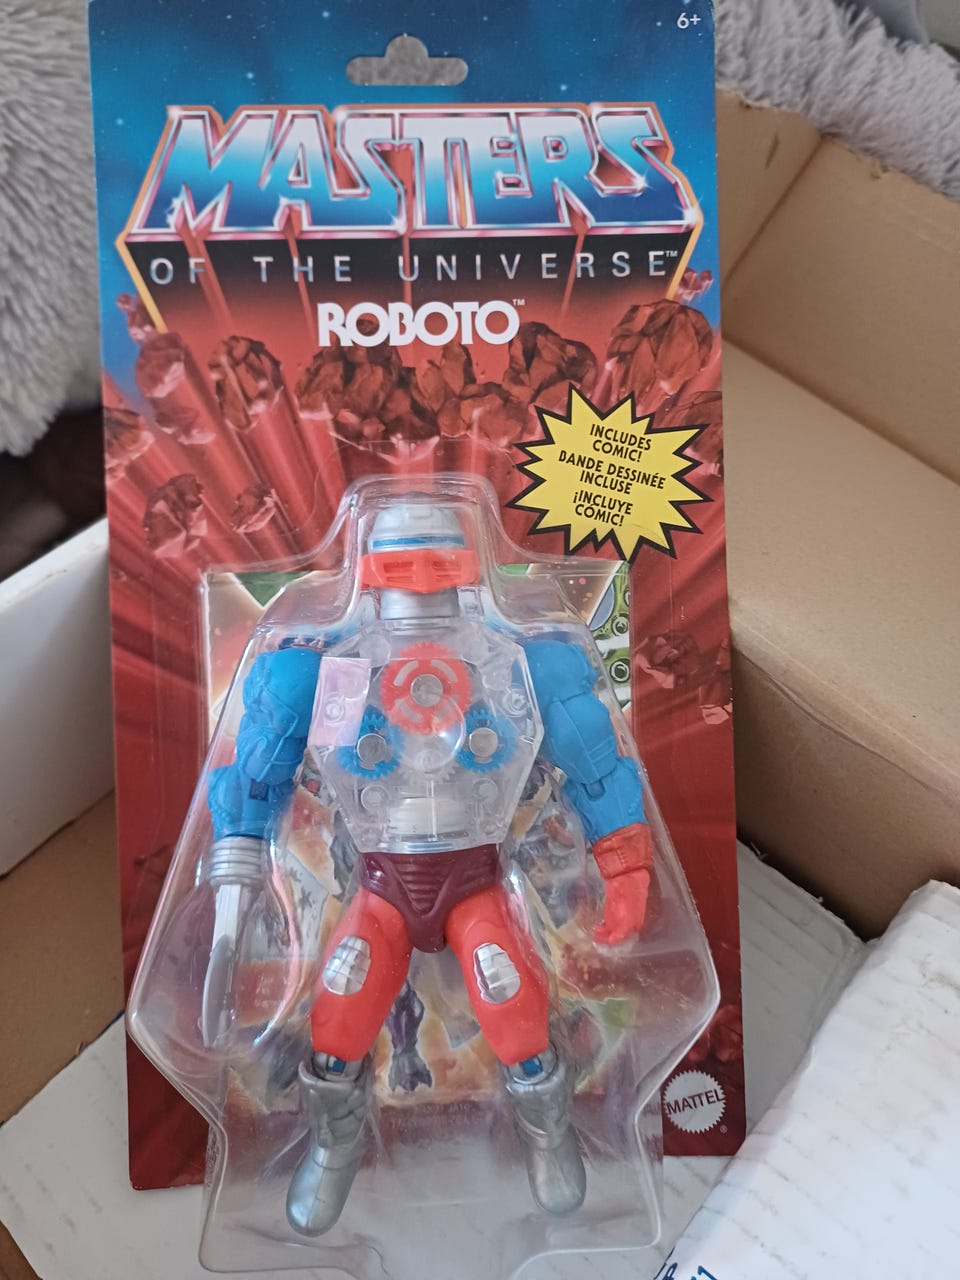 6+
MASTERS
OF THE UNIVERSE™
ROBOTO™
INCLUDES
COMIC!
BANDE DESSINÉE
INCLUSE
¡INCLUYE
CÓMIC!
MATTEL
®